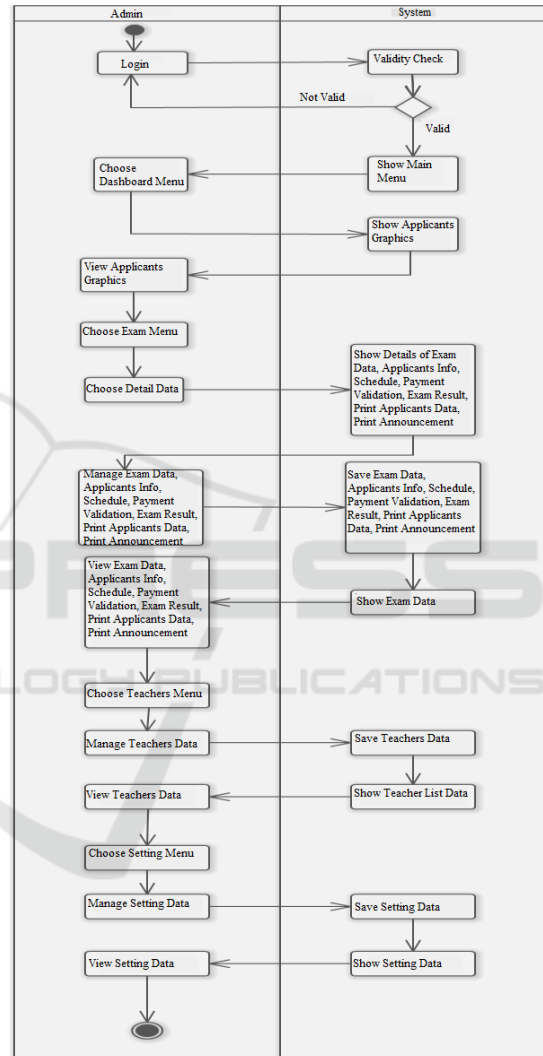 Admin
System
Login
Validity Check
Not Valid
Valid
Choose
Dashboard Menu
Show Main
Menu
Show Applicants
Graphics
View Applicants
Graphics
Choose Exam Menu
Choose Detail Data
Show Details of Exam
Data, Applicants Info,
Schedule, Payment
Validation, Exam Result,
Print Applicants Data,
Print Announcement
Manage Exam Data,
Applicants Info,
Schedule, Payment
Validation, Exam Result,
Print Applicants Data,
Print Announcement
Save Exam Data,
Applicants Info, Schedule,
Payment Validation, Exam
Result, Print Applicants
Data, Print Announcement
View Exam Data,
Applicants Info,
Schedule, Payment
Validation, Exam Result,
Print Applicants Data,
Print Announcement
Show Exam Data
PRESS
LOGY PUBLICATIONS
Choose Teachers Menu
Manage Teachers Data
Save Teachers Data
View Teachers Data
Show Teacher List Data
Choose Setting Menu
Manage Setting Data
Save Setting Data
View Setting Data
Show Setting Data